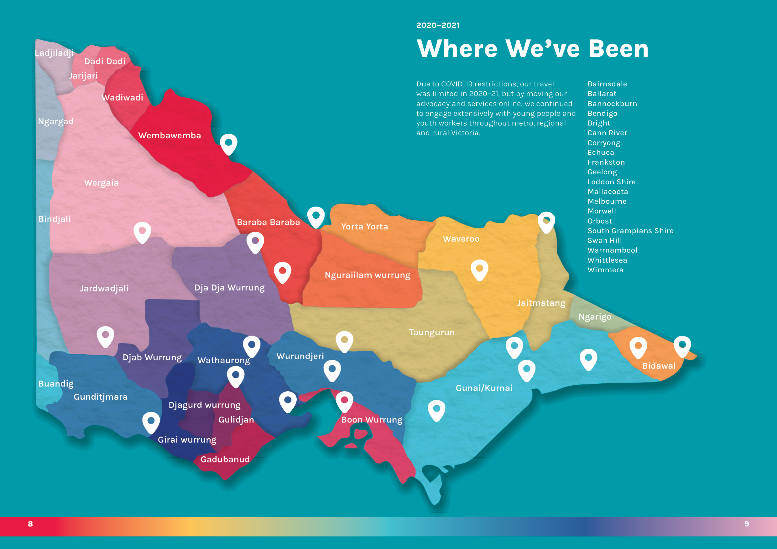 2020–2021
Where We’ve Been
Due to COVID-19 restrictions, our travel
was limited in 2020–21, but by moving our
advocacy and services online, we continued
to engage extensively with young people and
youth workers throughout metro, regional
and rural Victoria.
Bairnsdale
Ballarat
Bannockburn
Bendigo
Bright
Cann River
Corryong
Echuca
Frankston
Geelong
Loddon Shire
Mallacoota
Melbourne
Morwell
Orbost
South Grampians Shire
Swan Hill
Warrnambool
Whittlesea
Wimmera
Ladjiladji
Dadi Dadi
Jarijari
Wadiwadi
Ngargad
Wembawemba
Wergaia
Bindjali
Baraba Baraba
Yorta Yorta
Waveroo
Nguraiilam wurrung
Jardwadjali
Dja Dja Wurrung
Jaitmatang
Ngarigo
Taungurun
Djab Wurrung
Wathaurong
Wurundjeri
Bidawal
Buandig
Gunditjmara
Gunai/Kurnai
Djagurd wurrung
Gulidjan
Boon Wurrung
Girai wurrung
Gadubanud
8
9